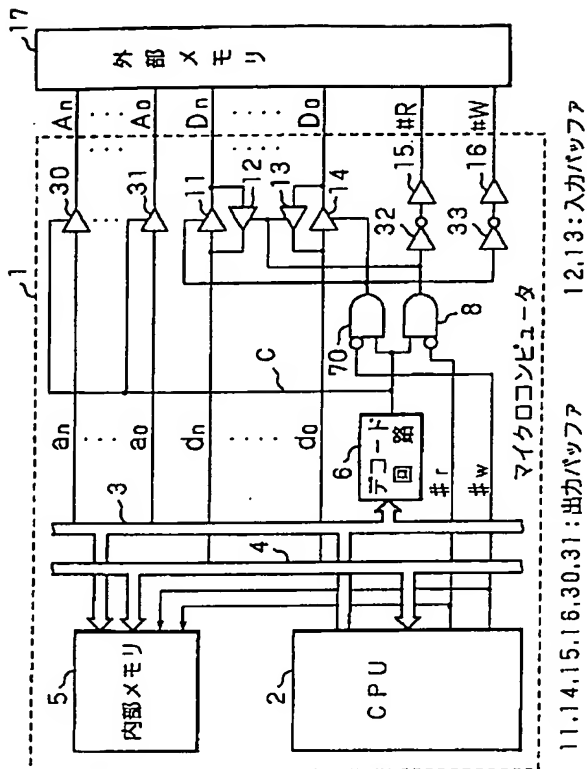 1
17
外部メモリ
An
A0
Dn
D0
#R
#W
30
31
11
12
13
14
15
16
32
33
70
8
C
an
a0
dn
d0
3
4
6
デコード
回路
#r
#w
マイクロコンピュータ
5
内部メモリ
2
CPU
11.14.15.16.30.31:出力バッファ
12.13:入力バッファ